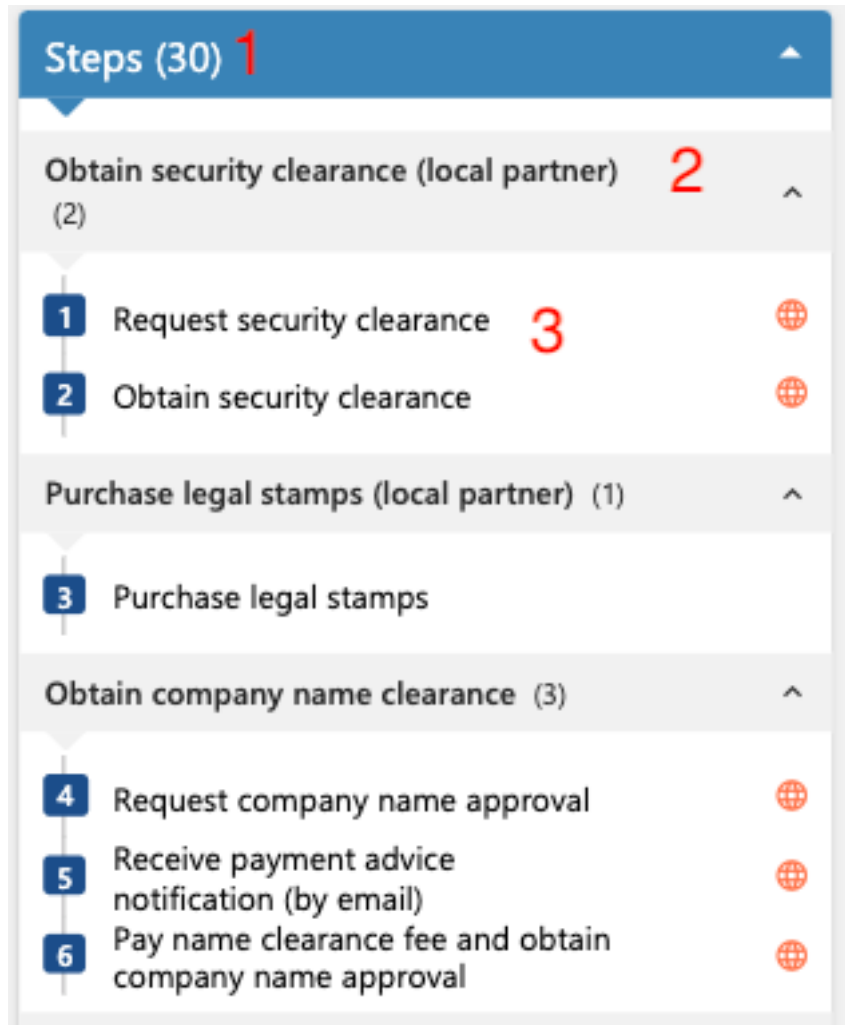 Steps (30) 1
Obtain security clearance (local partner) 2
(2)
1 Request security clearance 3
2 Obtain security clearance
Purchase legal stamps (local partner) (1)
3 Purchase legal stamps
Obtain company name clearance (3)
4 Request company name approval
5 Receive payment advice
notification (by email)
6 Pay name clearance fee and obtain
company name approval